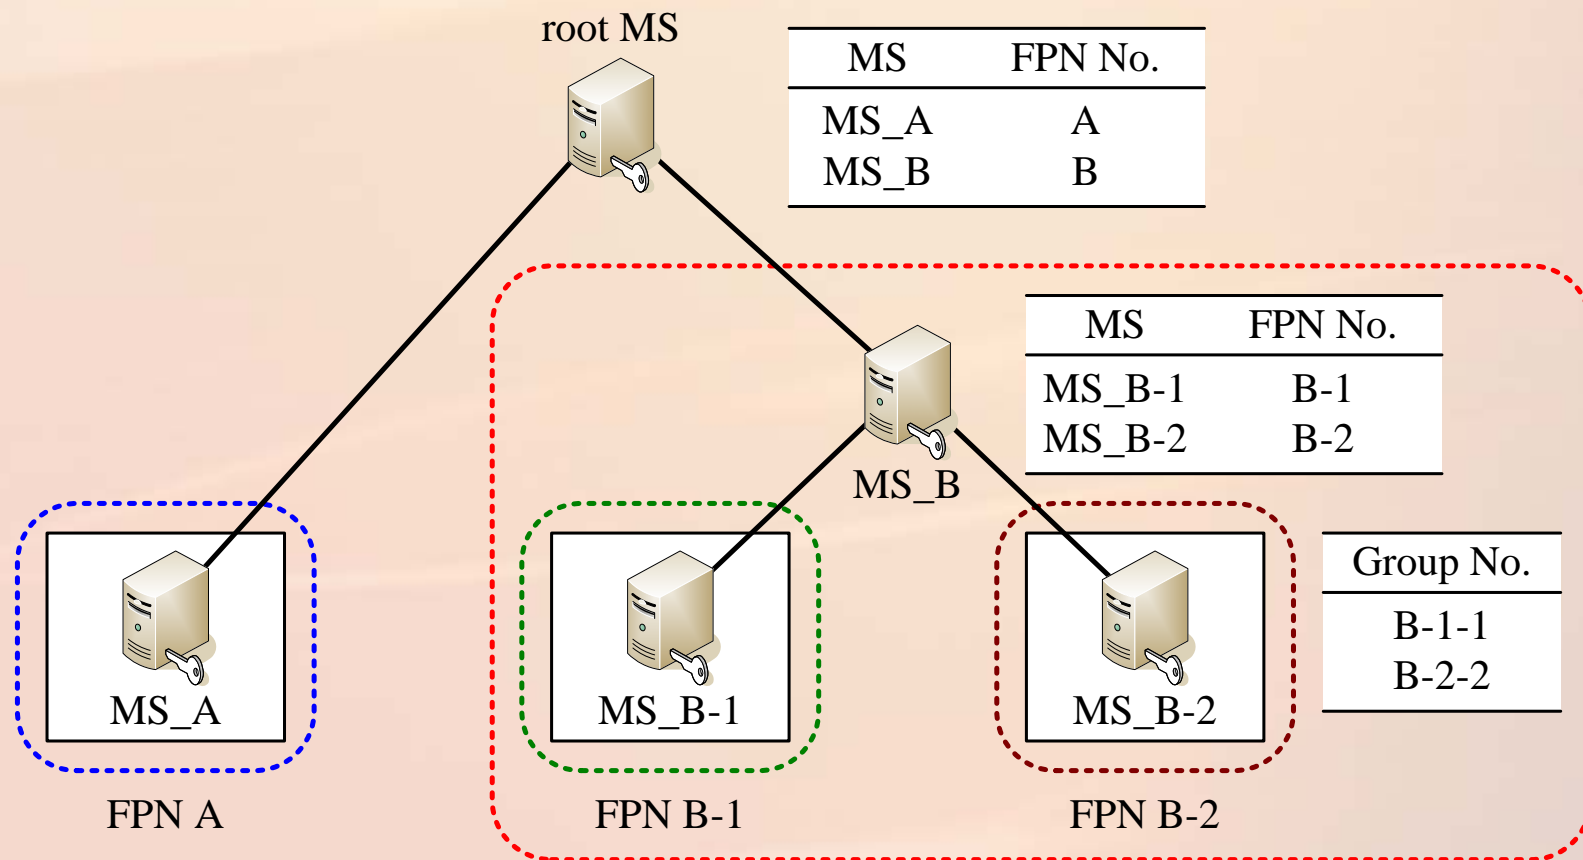 root MS
MS FPN No.
MS_A A
MS_B B
MS FPN No.
MS_B-1 B-1
MS_B-2 B-2
MS_B
Group No.
B-1-1
B-2-2
MS_A
MS_B-1
MS_B-2
FPN A
FPN B-1
FPN B-2